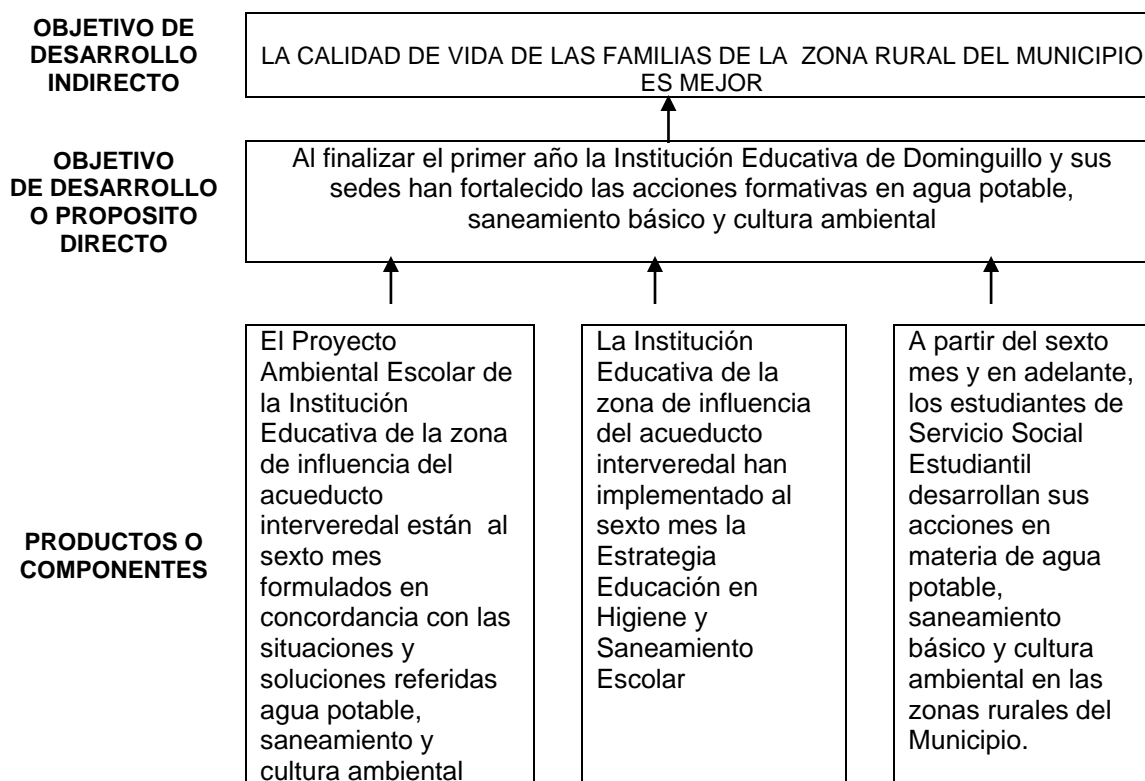 OBJETIVO DE
DESARROLLO
INDIRECTO
LA CALIDAD DE VIDA DE LAS FAMILIAS DE LA ZONA RURAL DEL MUNICIPIO
ES MEJOR
OBJETIVO
DE DESARROLLO
O PROPOSITO
DIRECTO
Al finalizar el primer año la Institución Educativa de Dominguillo y sus
sedes han fortalecido las acciones formativas en agua potable,
saneamiento básico y cultura ambiental
PRODUCTOS O
COMPONENTES
El Proyecto
Ambiental Escolar de
la Institución
Educativa de la zona
de influencia del
acueducto
interveredal están al
sexto mes
formulados en
concordancia con las
situaciones y
soluciones referidas
agua potable,
saneamiento y
cultura ambiental
La Institución
Educativa de la
zona de influencia
del acueducto
interveredal han
implementado al
sexto mes la
Estrategia
Educación en
Higiene y
Saneamiento
Escolar
A partir del sexto
mes y en adelante,
los estudiantes de
Servicio Social
Estudiantil
desarrollan sus
acciones en
materia de agua
potable,
saneamiento
básico y cultura
ambiental en las
zonas rurales del
Municipio.